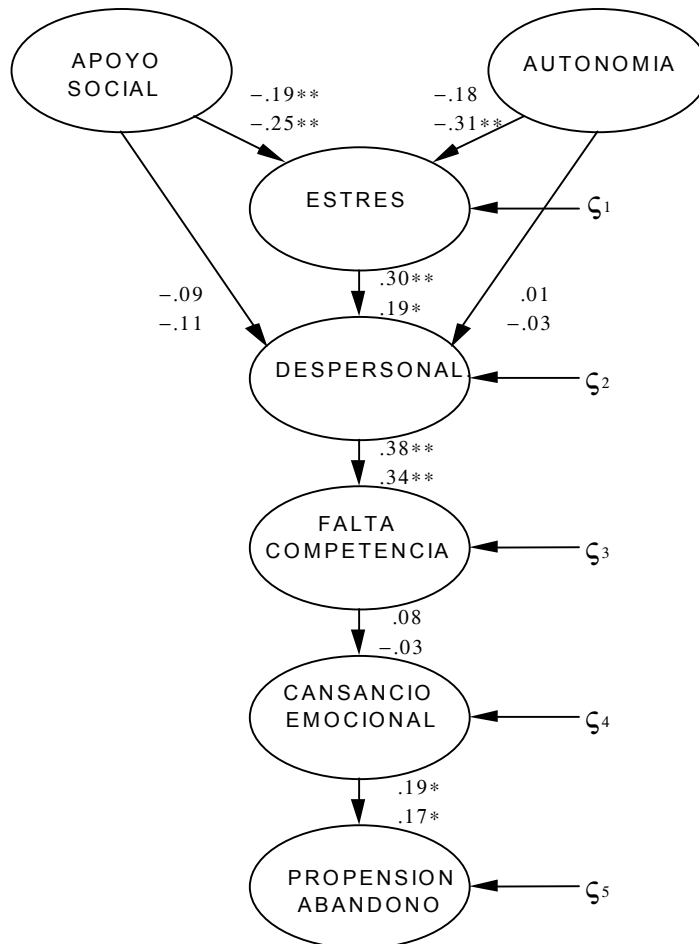 APOYO
SOCIAL
AUTONOMIA
−.19**
−.25**
−.18
−.31**
ESTRES
ς1
.30**
.19*
−.09
−.11
.01
−.03
DESPERSONAL.
ς2
.38**
.34**
FALTA
COMPETENCIA
ς3
.08
−.03
CANSANCIO
EMOCIONAL
ς4
.19*
.17*
PROPENSION
ABANDONO
ς5